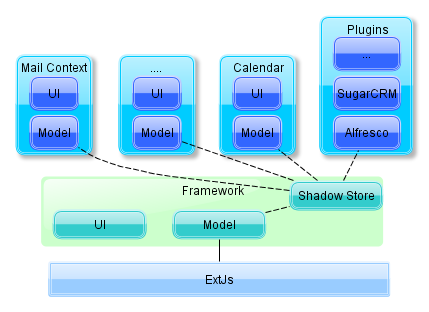 Plugins
Mail Context
....
Calendar
...
UI
UI
UI
SugarCRM
Model
Model
Model
Alfresco
Framework
Shadow Store
UI
Model
ExtJs